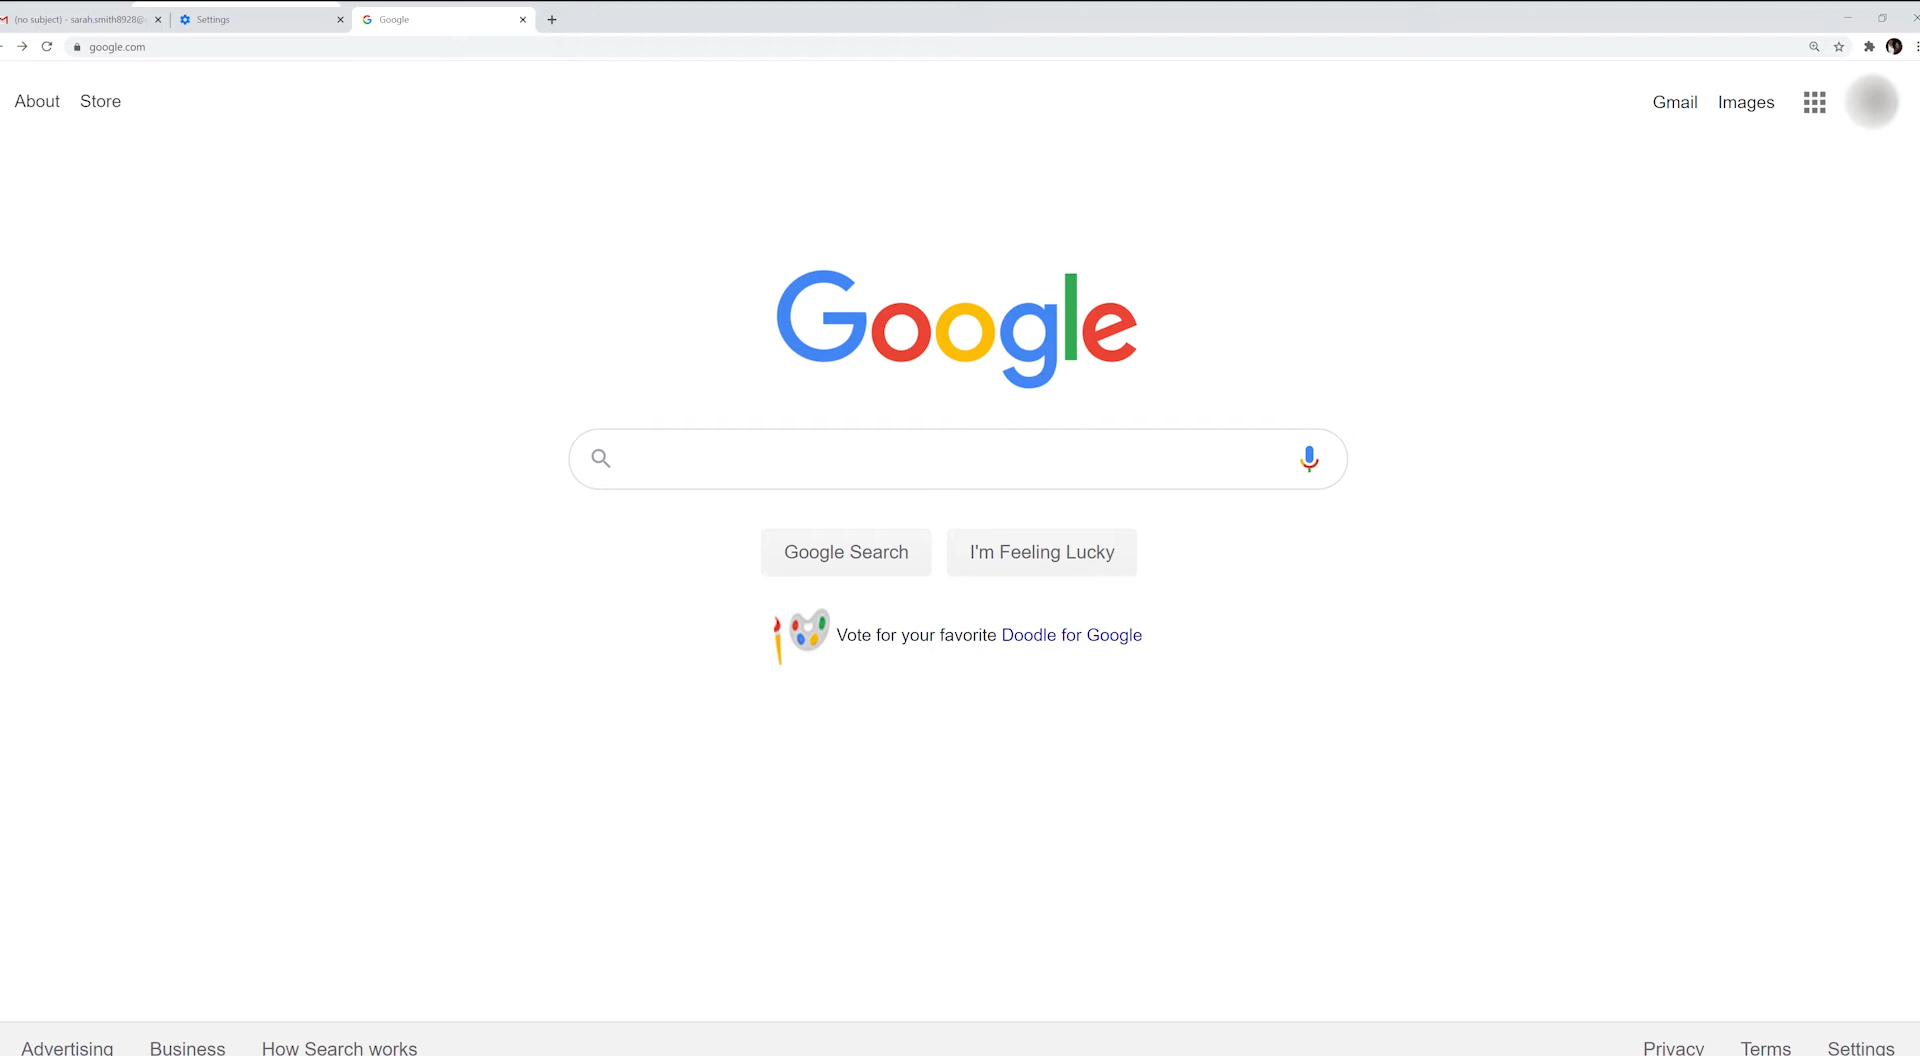 (no subject) - sarah.smith8928@
Settings
Google
google.com
About
Store
Gmail
Images
Google
Google Search
I'm Feeling Lucky
Vote for your favorite Doodle for Google
Advertising
Business
How Search works
Privacy
Terms
Settings